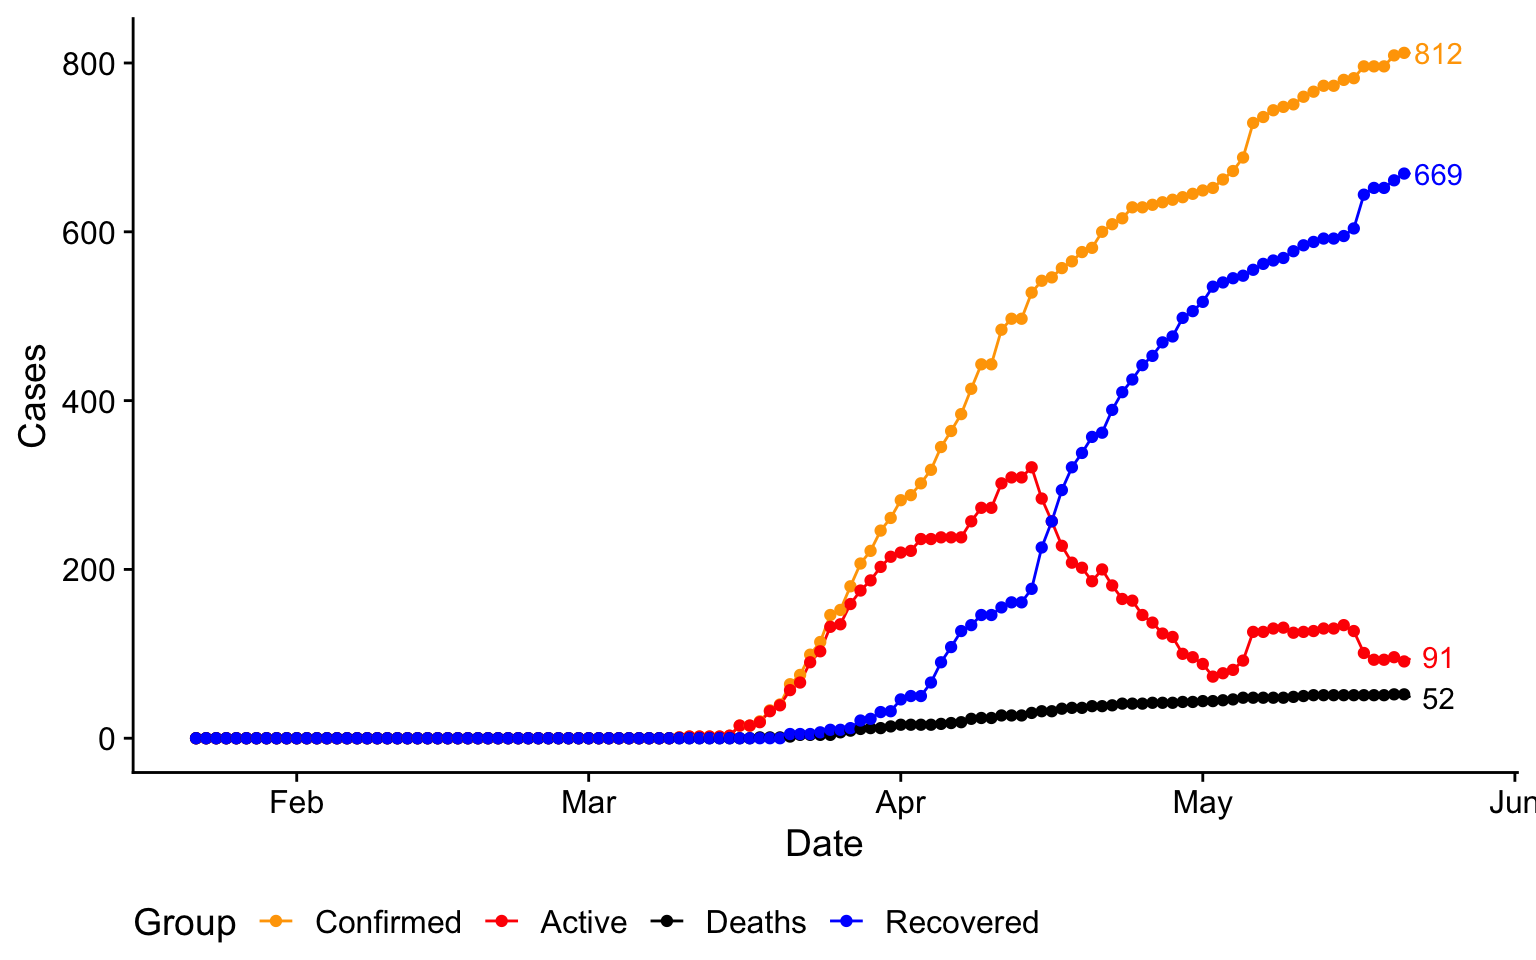 800
600
400
200
0
Cases
812
669
91
52
Feb Mar Apr May Jun
Date
Group Confirmed Active Deaths Recovered